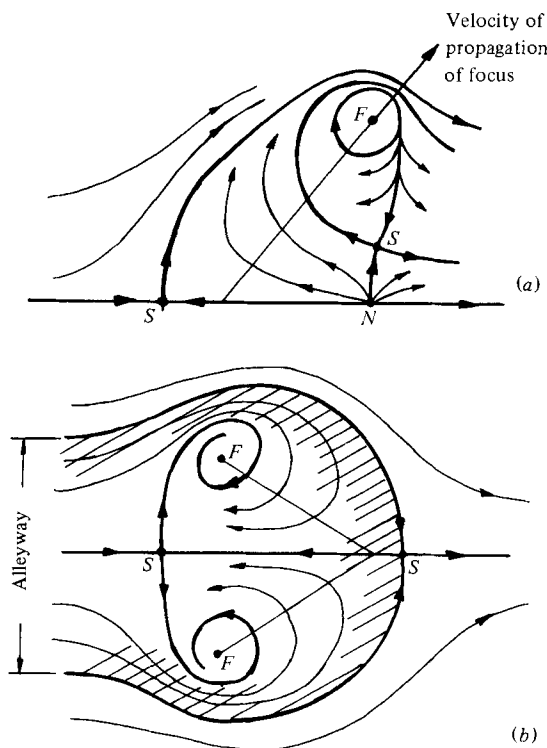 Velocity of
propagation
of focus
F
S
S
N
(a)
F
Alleyway
S
S
F
(b)